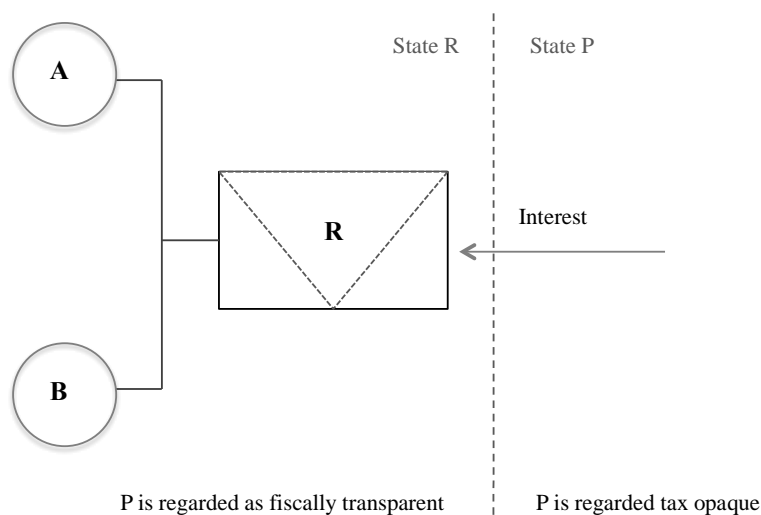 State R
State P
A
R
Interest
B
P is regarded as fiscally transparent
P is regarded tax opaque